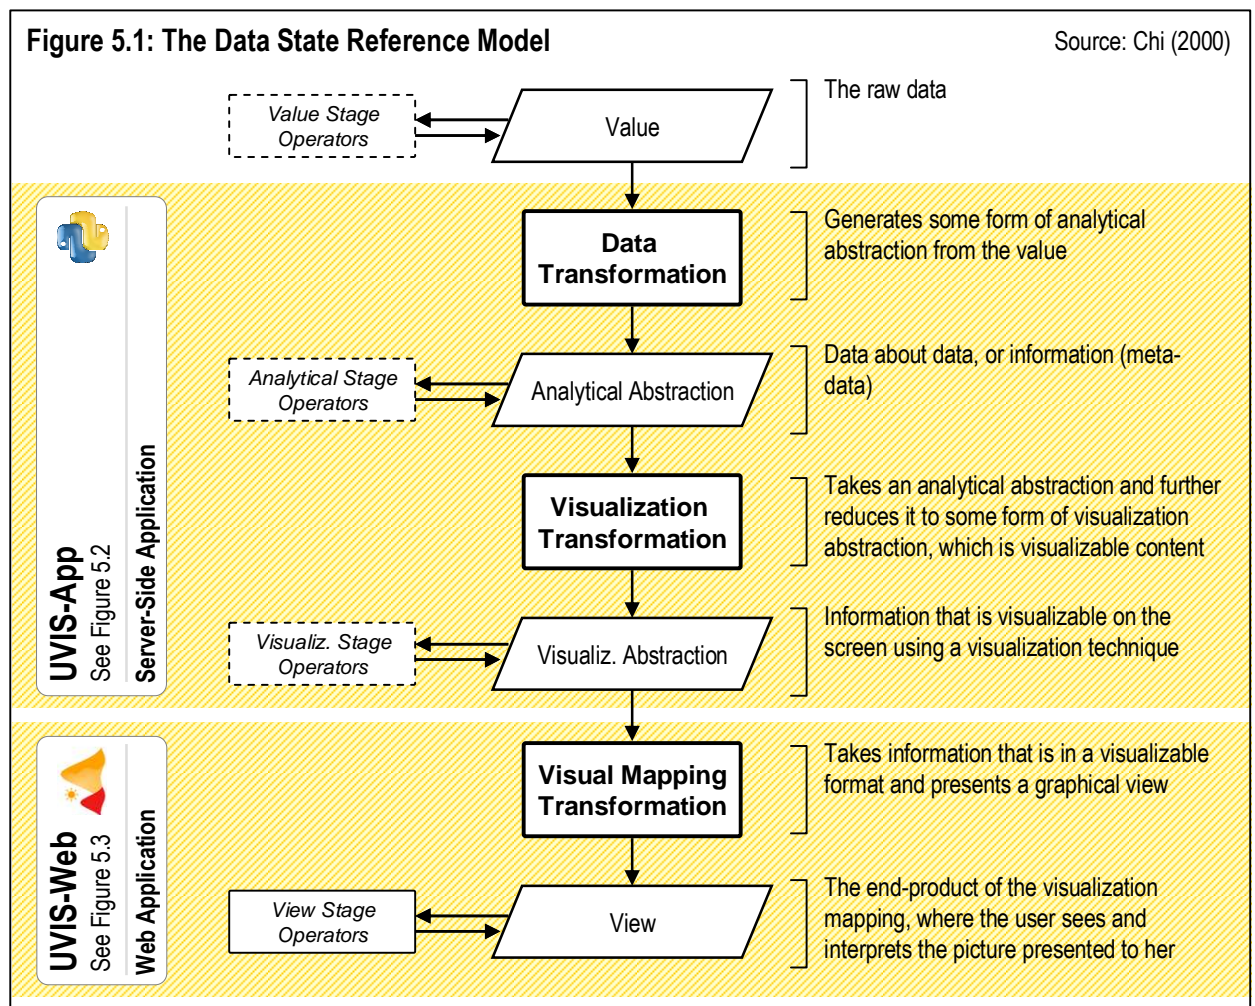 Figure 5.1: The Data State Reference Model
Source: Chi (2000)
Value Stage
Operators
Value
The raw data
Data
Transformation
Generates some form of analytical
abstraction from the value
Analytical Stage
Operators
Analytical Abstraction
Data about data, or information (meta-
data)
Visualization
Transformation
Takes an analytical abstraction and further
reduces it to some form of visualization
abstraction, which is visualizable content
Visualiz. Stage
Operators
Visualiz. Abstraction
Information that is visualizable on the
screen using a visualization technique
UVIS-App
See Figure 5.2
Server-Side Application
Visual Mapping
Transformation
Takes information that is in a visualizable
format and presents a graphical view
View Stage
Operators
View
The end-product of the visualization
mapping, where the user sees and
interprets the picture presented to her
UVIS-Web
See Figure 5.3
Web Application